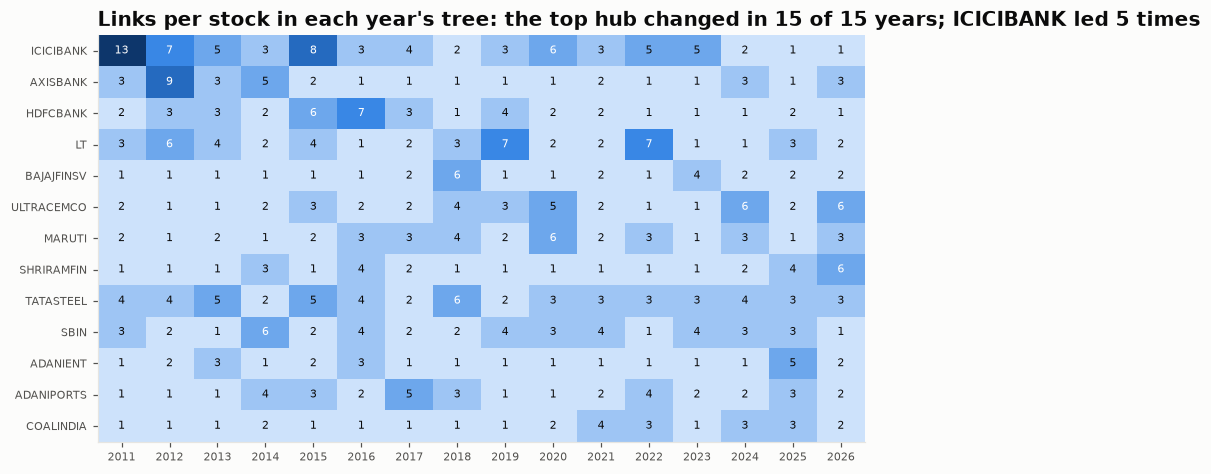 Links per stock in each year's tree: the top hub changed in 15 of 15 years; ICICIBANK led 5 times
ICICIBANK 13 7 5 3 8 3 4 2 3 6 3 5 5 2 1 1
AXISBANK 3 9 3 5 2 1 1 1 1 1 2 1 1 3 1 3
HDFCBANK 2 3 3 2 6 7 3 1 4 2 2 1 1 1 2 1
LT 3 6 4 2 4 1 2 3 7 2 2 7 1 1 3 2
BAJAJFINSV 1 1 1 1 1 1 2 6 1 1 2 1 4 2 2 2
ULTRACEMCO 2 1 1 2 3 2 2 4 3 5 2 1 1 6 2 6
MARUTI 2 1 2 1 2 3 3 4 2 6 2 3 1 3 1 3
SHRIRAMFIN 1 1 1 3 1 4 2 1 1 1 1 1 1 2 4 6
TATASTEEL 4 4 5 2 5 4 2 6 2 3 3 3 3 4 3 3
SBIN 3 2 1 6 2 4 2 2 4 3 4 1 4 3 3 1
ADANIENT 1 2 3 1 2 3 1 1 1 1 1 1 1 1 5 2
ADANIPORTS 1 1 1 4 3 2 5 3 1 1 2 4 2 2 3 2
COALINDIA 1 1 1 2 1 1 1 1 1 2 4 3 1 3 3 2
2011 2012 2013 2014 2015 2016 2017 2018 2019 2020 2021 2022 2023 2024 2025 2026